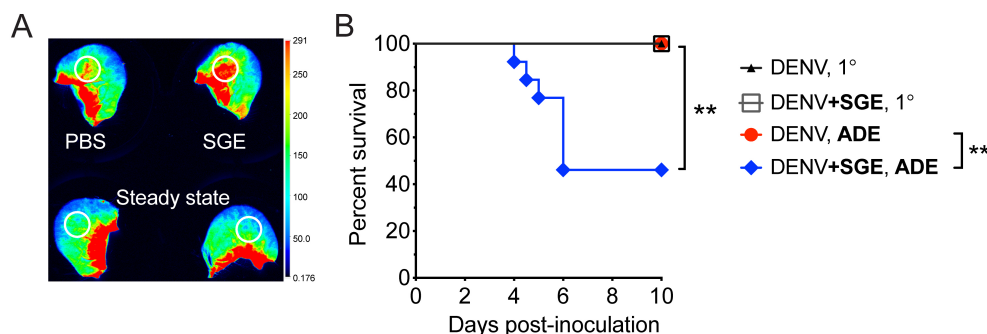 A
291
250
200
150
100
50.0
0.176
PBS SGE
Steady state
B
Percent survival
100
80
60
40
20
0
0 2 4 6 8 10
Days post-inoculation
**
DENV, 1°
DENV+SGE, 1°
DENV, ADE
DENV+SGE, ADE
**